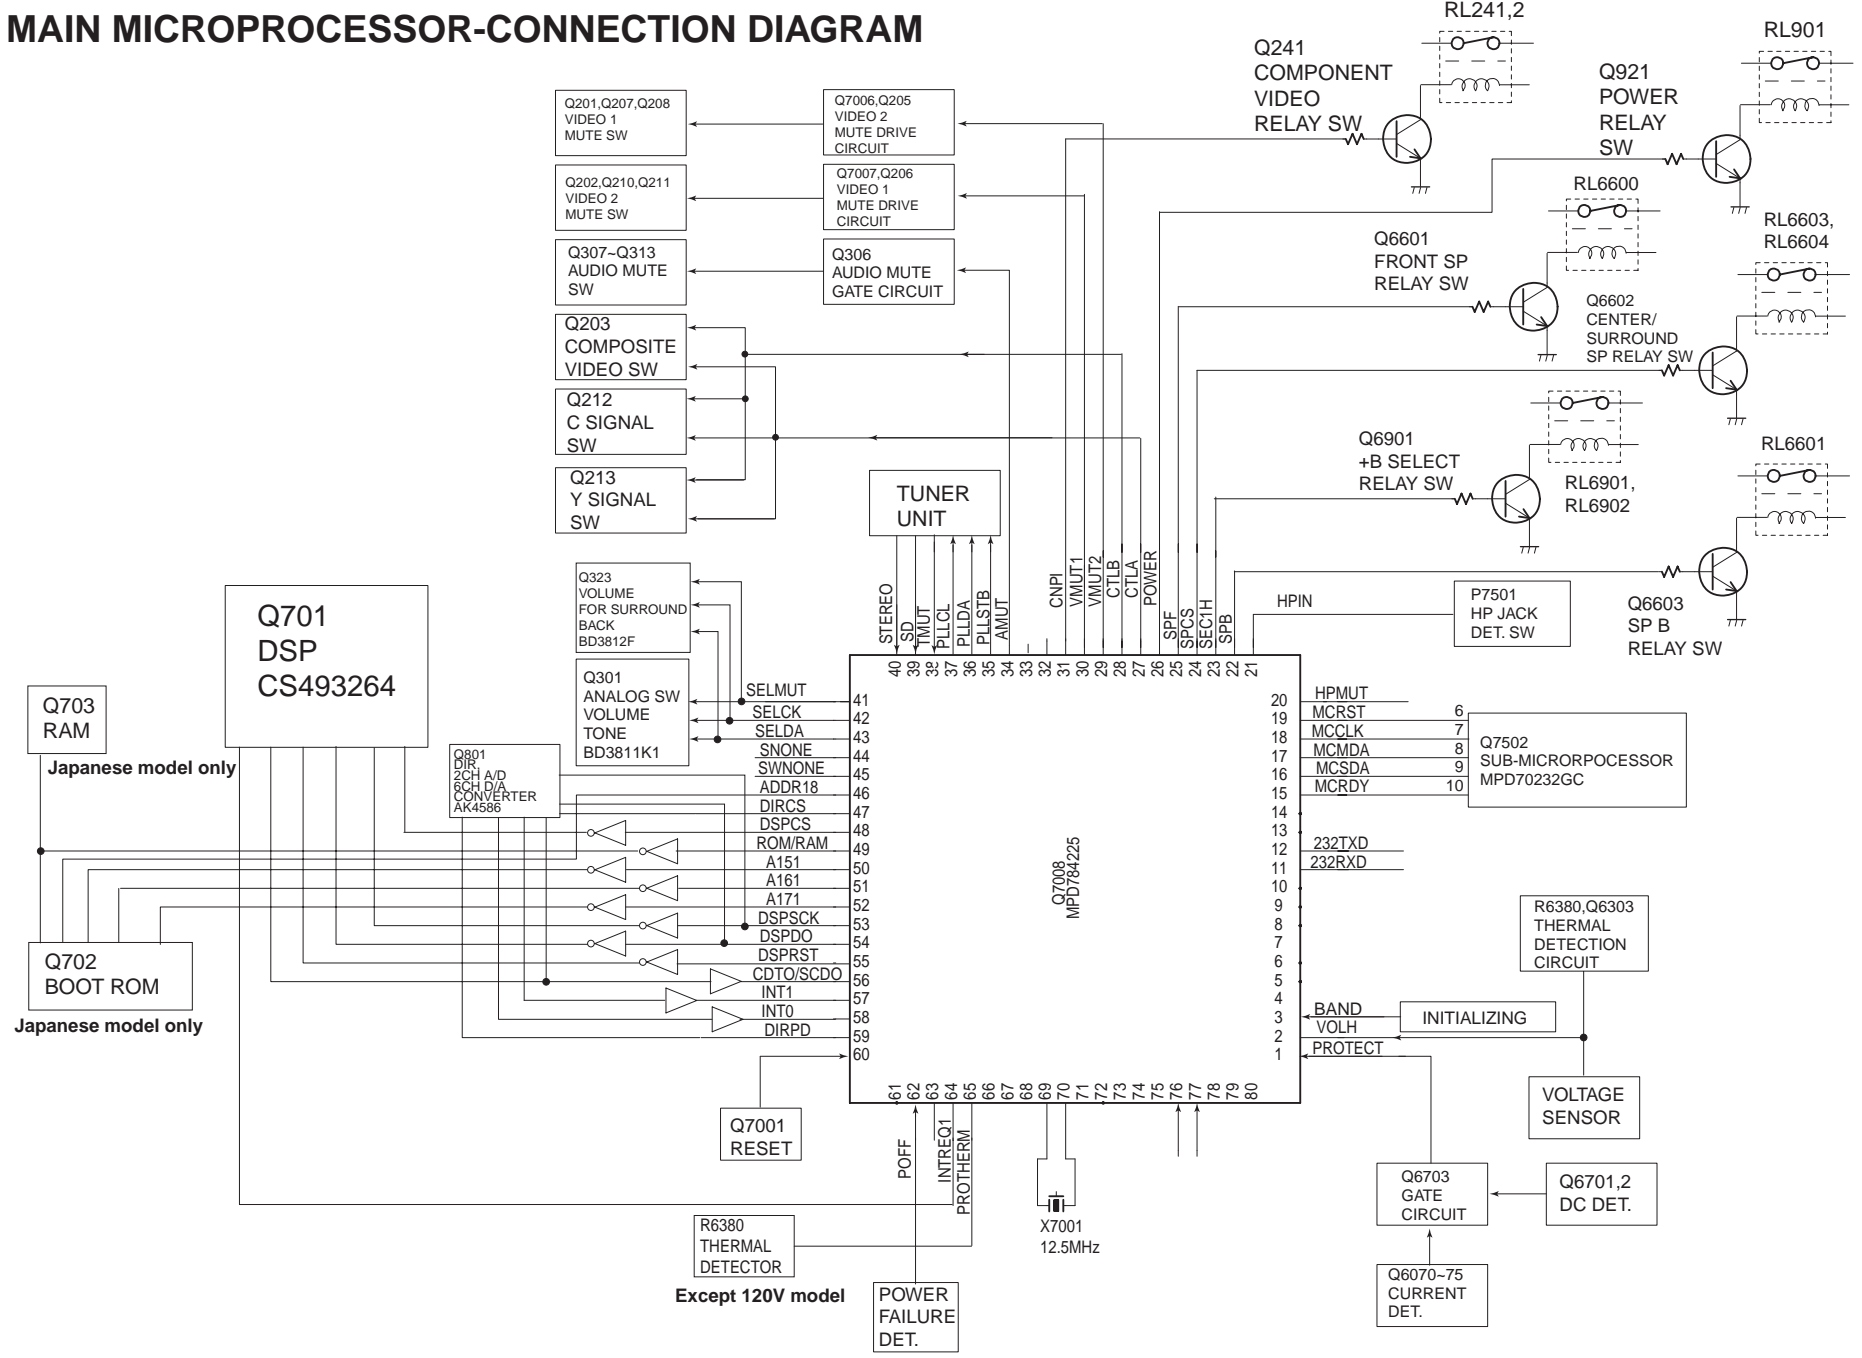 MAIN MICROPROCESSOR-CONNECTION DIAGRAM
RL241,2
RL901
Q241
COMPONENT
VIDEO
RELAY SW
Q921
POWER
RELAY
SW
Q201,Q207,Q208
VIDEO 1
MUTE SW
Q7006,Q205
VIDEO 2
MUTE DRIVE
CIRCUIT
Q202,Q210,Q211
VIDEO 2
MUTE SW
Q7007,Q206
VIDEO 1
MUTE DRIVE
CIRCUIT
Q307~Q313
AUDIO MUTE
SW
Q306
AUDIO MUTE
GATE CIRCUIT
Q203
COMPOSITE
VIDEO SW
Q212
C SIGNAL
SW
Q213
Y SIGNAL
SW
RL6600
Q6601
FRONT SP
RELAY SW
RL6603,
RL6604
Q6602
CENTER/
SURROUND
SP RELAY SW
Q6901
+B SELECT
RELAY SW
RL6901,
RL6902
RL6601
Q6603
SP B
RELAY SW
TUNER
UNIT
P7501
HP JACK
DET. SW
HPIN
Q323
VOLUME
FOR SURROUND
BACK
BD3812F
Q301
ANALOG SW
VOLUME
TONE
BD3811K1
Q701
DSP
CS493264
Q703
RAM
Japanese model only
Q801
DIR,
2CH A/D
6CH D/A
CONVERTER
AK4586
Q702
BOOT ROM
Japanese model only
STEREO
SD
TMUT
PLLCL
PLLDA
PLLSTB
AMUT
CNPI
VMUT1
VMUT2
CTLB
CTLA
POWER
SPF
SPCS
SEC1H
SPB
40
39
38
37
36
35
34
33
32
31
30
29
28
27
26
25
24
23
22
21
SELMUT 41
SELCK 42
SELDA 43
SNONE 44
SWNONE 45
ADDR18 46
DIRCS 47
DSPCS 48
ROM/RAM 49
A151 50
A161 51
A171 52
DSPSCK 53
DSPDO 54
DSPRST 55
CDTO/SCDO 56
INT1 57
INT0 58
DIRPD 59
60
Q7008
MPD784225
20 HPMUT
19 MCRST 6
18 MCCLK 7
17 MCMDA 8
16 MCSDA 9
15 MCRDY 10
14
13
12 232TXD
11 232RXD
10
9
8
7
6
5
4
3 BAND
2 VOLH
1 PROTECT
Q7502
SUB-MICRORPOCESSOR
MPD70232GC
R6380,Q6303
THERMAL
DETECTION
CIRCUIT
INITIALIZING
VOLTAGE
SENSOR
61
62
63
64
65
66
67
68
69
70
71
72
73
74
75
76
77
78
79
80
POFF
INTREQ1
PROTHERM
Q7001
RESET
X7001
12.5MHz
R6380
THERMAL
DETECTOR
Except 120V model
POWER
FAILURE
DET.
Q6703
GATE
CIRCUIT
Q6701,2
DC DET.
Q6070~75
CURRENT
DET.